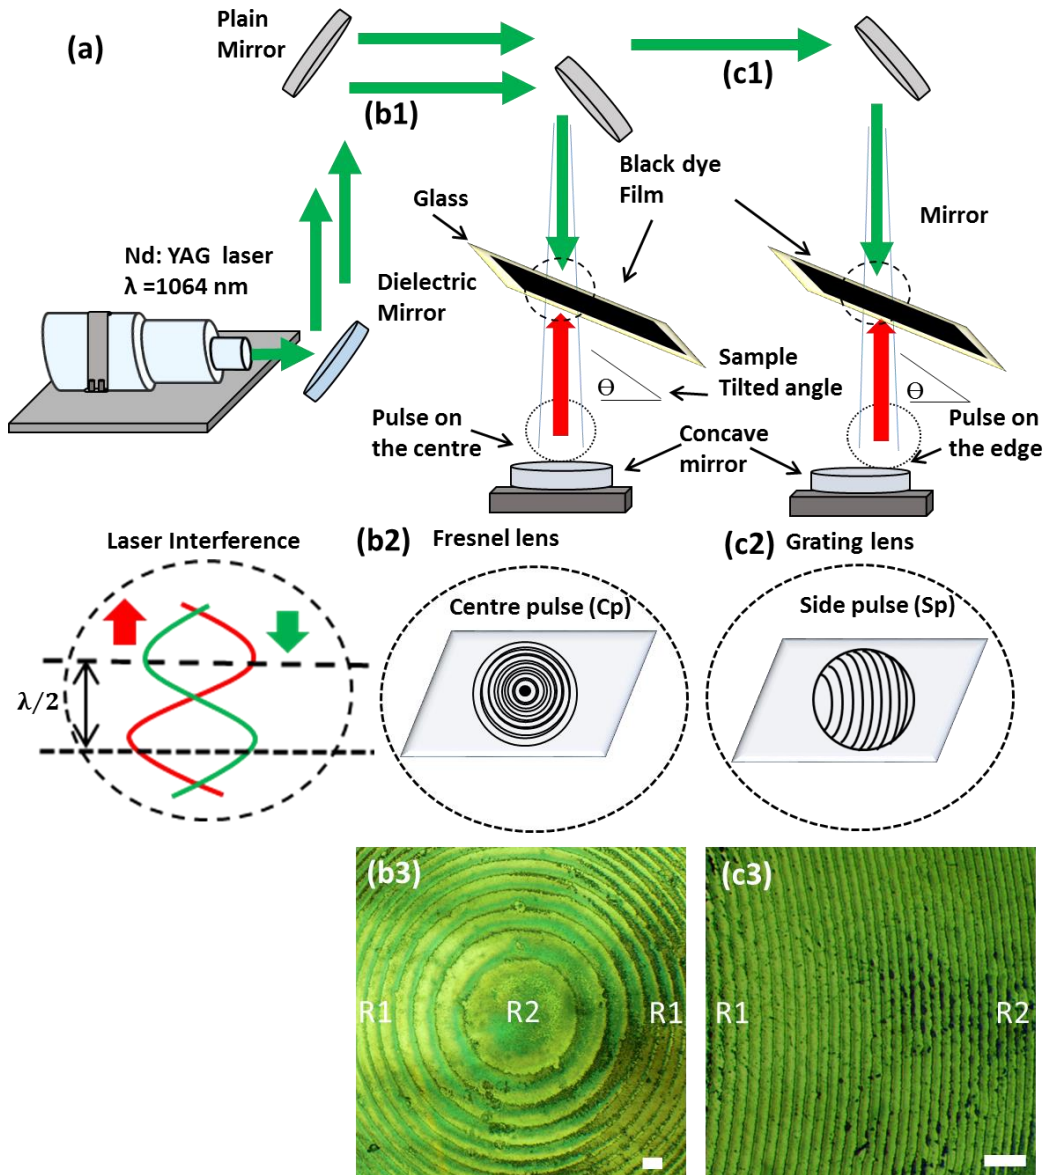 (a)
Plain
Mirror
(b1)
(c1)
Black dye
Film
Glass
Mirror
Nd: YAG laser
λ =1064 nm
Dielectric
Mirror
Sample
Tilted angle
Θ
Θ
Pulse on
the centre
Concave
mirror
Pulse on
the edge
Laser Interference
λ/2
(b2)
Fresnel lens
Centre pulse (Cp)
(c2)
Grating lens
Side pulse (Sp)
(b3)
R1
R2
R1
(c3)
R1
R2